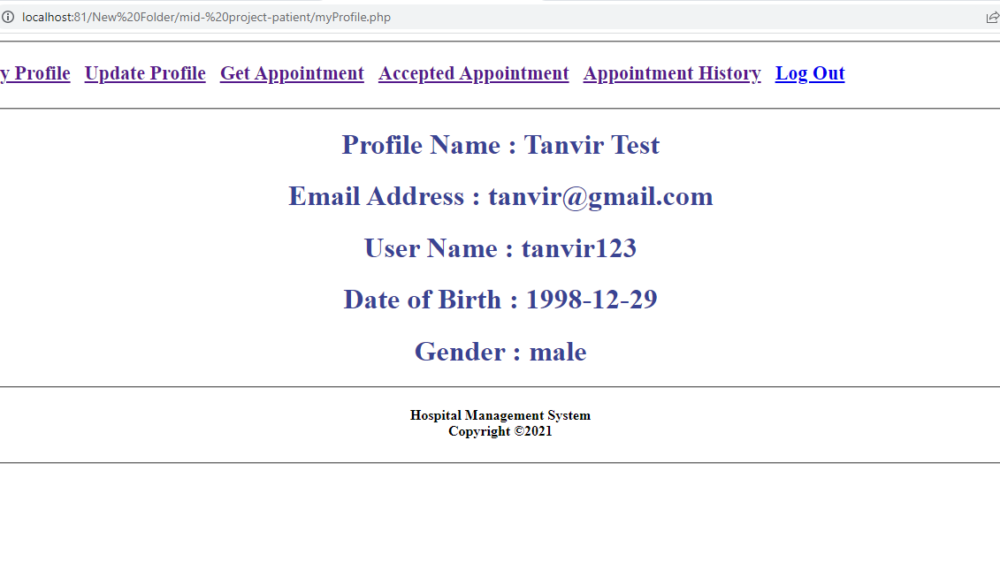 localhost:81/New%20Folder/mid-%20project-patient/myProfile.php
y Profile Update Profile Get Appointment Accepted Appointment Appointment History Log Out
Profile Name : Tanvir Test
Email Address : tanvir@gmail.com
User Name : tanvir123
Date of Birth : 1998-12-29
Gender : male
Hospital Management System
Copyright ©2021